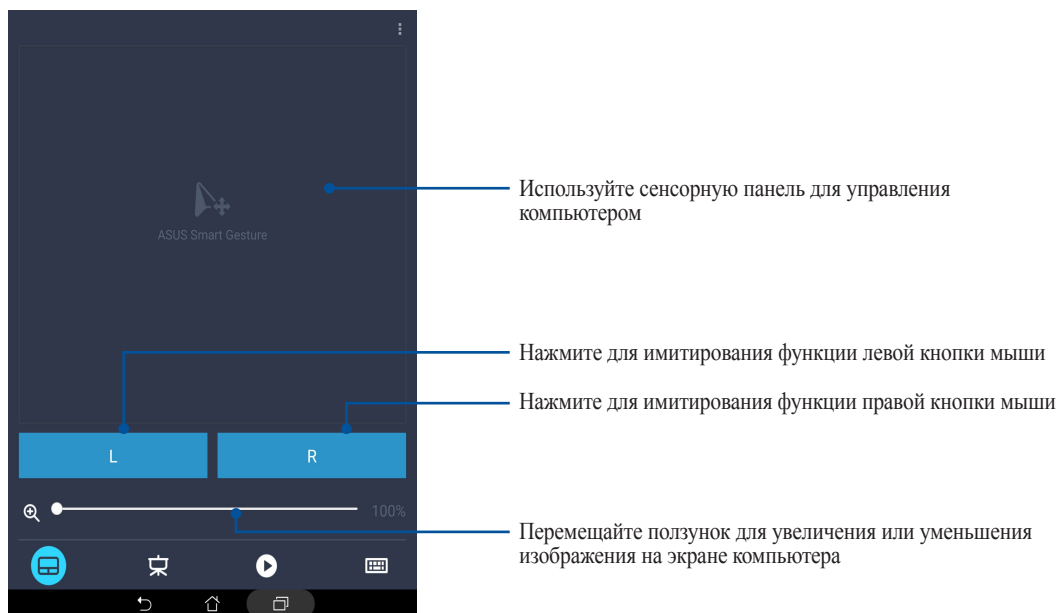 Используйте сенсорную панель для управления
компьютером
ASUS Smart Gesture
Нажмите для имитирования функции левой кнопки мыши
Нажмите для имитирования функции правой кнопки мыши
L
R
100%
Перемещайте ползунок для увеличения или уменьшения
изображения на экране компьютера